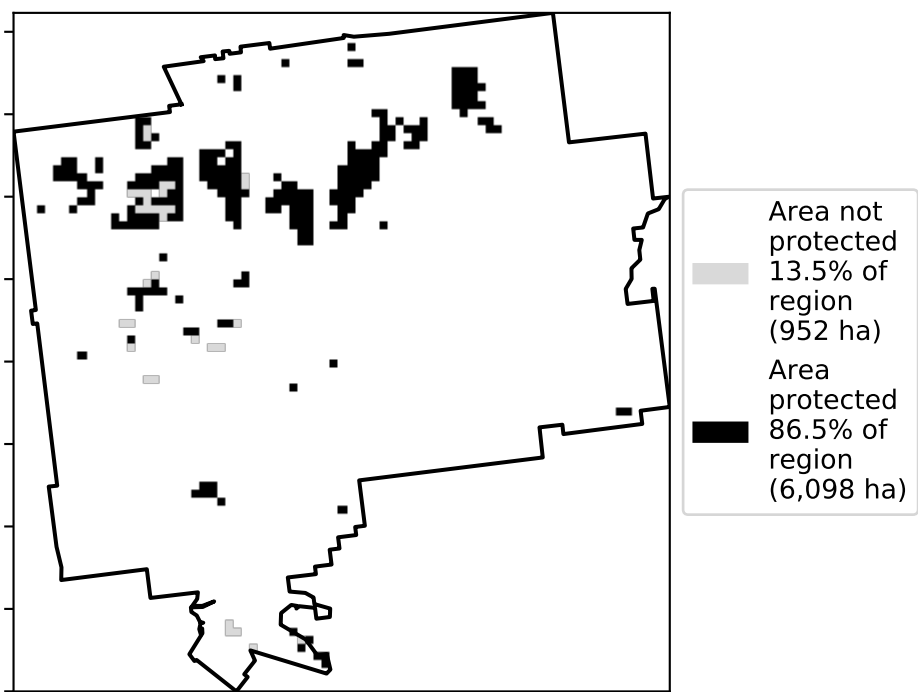 Area not
protected
13.5% of
region
(952 ha)
Area
protected
86.5% of
region
(6,098 ha)